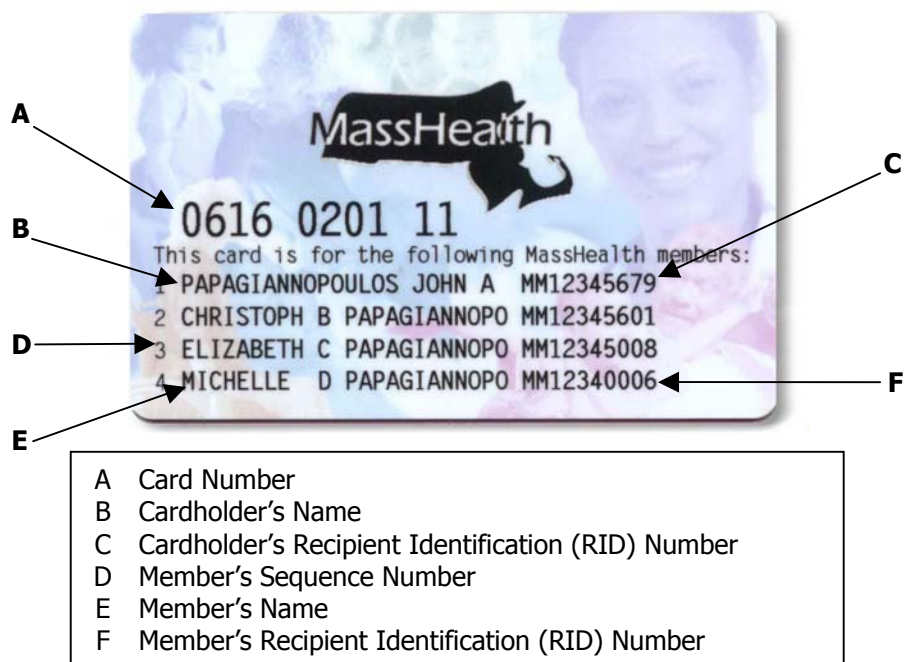 MassHealth
A
0616 0201 11
C
B
This card is for the following MassHealth members:
1 PAPAGIANNOPOULOS JOHN A MM12345679
2 CHRISTOPH B PAPAGIANNOPO MM12345601
D
3 ELIZABETH C PAPAGIANNOPO MM12345008
4 MICHELLE D PAPAGIANNOPO MM12340006
F
E
A Card Number
B Cardholder’s Name
C Cardholder’s Recipient Identification (RID) Number
D Member’s Sequence Number
E Member’s Name
F Member’s Recipient Identification (RID) Number